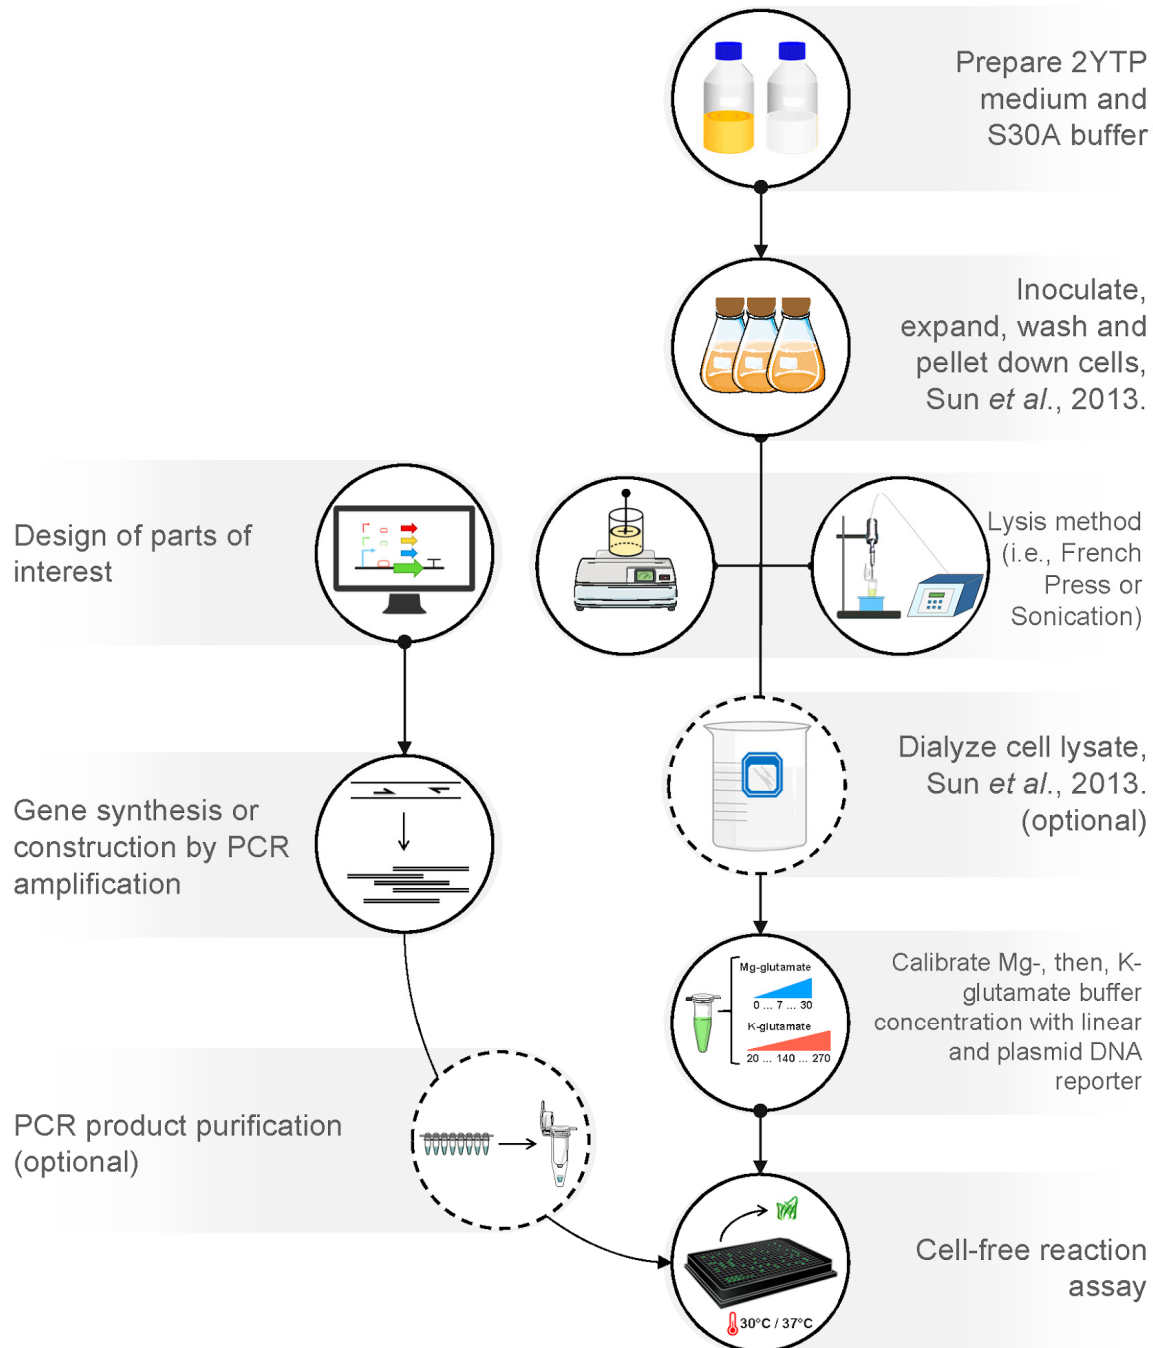 Prepare 2YTP
medium and
S30A buffer
Inoculate,
expand, wash and
pellet down cells,
Sun et al., 2013.
Design of parts of
interest
Lysis method
(i.e., French
Press or
Sonication)
Dialyze cell lysate,
Sun et al., 2013.
(optional)
Gene synthesis or
construction by PCR
amplification
Mg-glutamate
0 ... 7 ... 30
K-glutamate
20 ... 140 ... 270
Calibrate Mg-, then, K-
glutamate buffer
concentration with linear
and plasmid DNA
reporter
PCR product purification
(optional)
30°C / 37°C
Cell-free reaction
assay